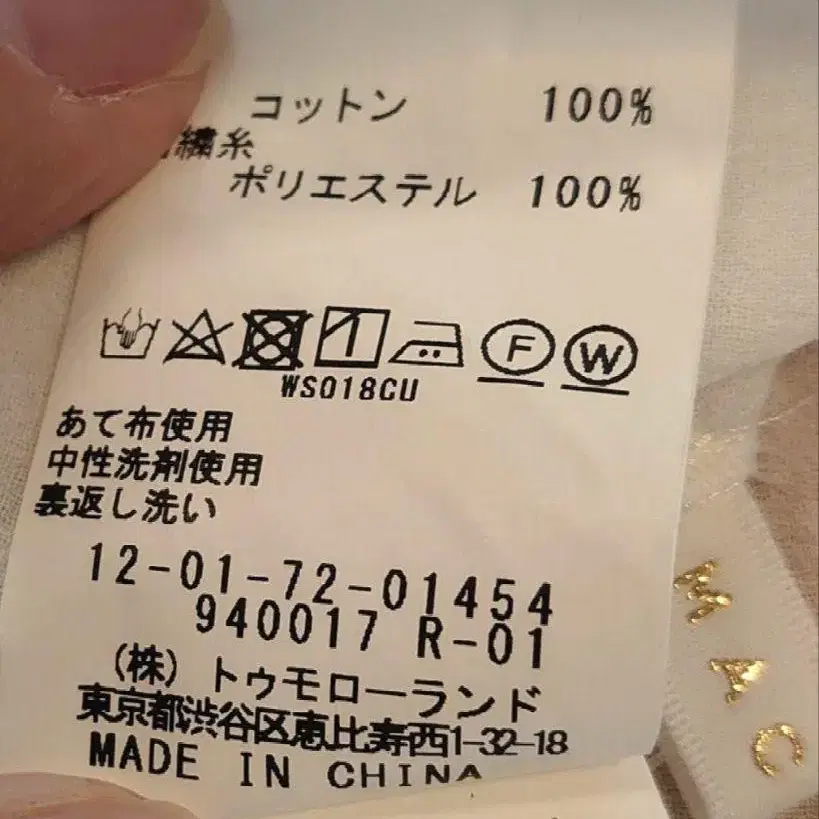 コットン 100%
繍糸
ポリエステル 100%
F W
WS018CU
あて布使用
中性洗剤使用
裏返し洗い
12-01-72-01454
940017 R-01
(株) トゥモローランド
東京都渋谷区恵比寿西1-32-18
MADE IN CHINA
MAC